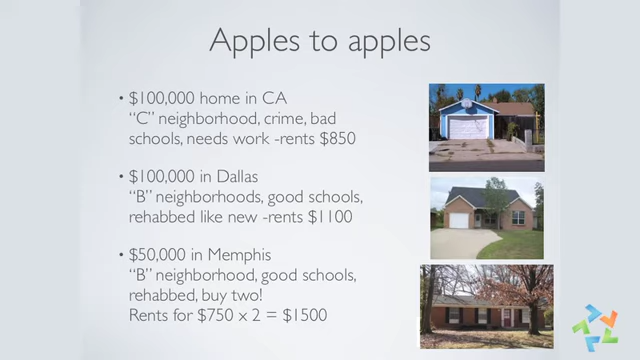 Apples to apples
• $100,000 home in CA
“C” neighborhood, crime, bad
schools, needs work -rents $850
• $100,000 in Dallas
“B” neighborhoods, good schools,
rehabbed like new -rents $1100
• $50,000 in Memphis
“B” neighborhood, good schools,
rehabbed, buy two!
Rents for $750 x 2 = $1500